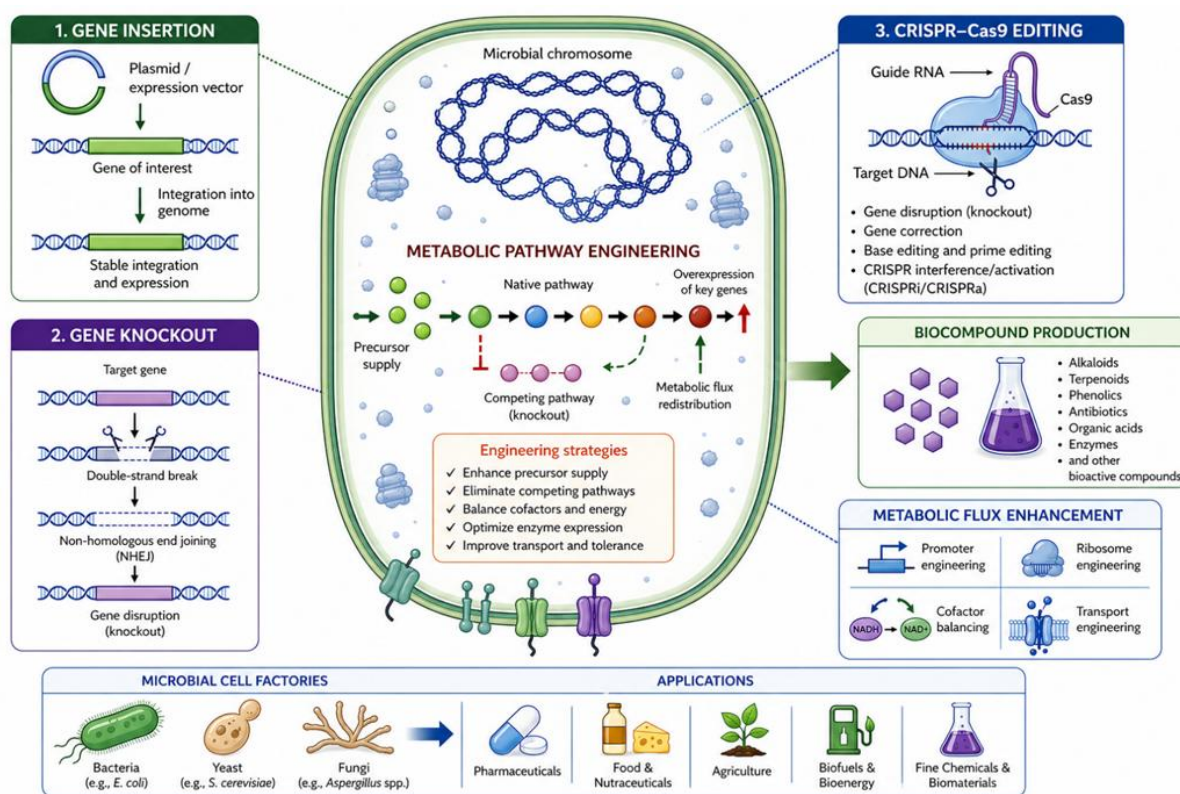 1. GENE INSERTION
Plasmid /
expression vector
Gene of interest
Integration into
genome
Stable integration
and expression
2. GENE KNOCKOUT
Target gene
Double-strand break
Non-homologous end joining
(NHEJ)
Gene disruption
(knockout)
Microbial chromosome
METABOLIC PATHWAY ENGINEERING
Native pathway
Overexpression
of key genes
Precursor
supply
Competing pathway
(knockout)
Metabolic flux
redistribution
Engineering strategies
✓ Enhance precursor supply
✓ Eliminate competing pathways
✓ Balance cofactors and energy
✓ Optimize enzyme expression
✓ Improve transport and tolerance
3. CRISPR–Cas9 EDITING
Guide RNA
Cas9
Target DNA
• Gene disruption (knockout)
• Gene correction
• Base editing and prime editing
• CRISPR interference/activation
(CRISPRi/CRISPRa)
BIOCOMPOUND PRODUCTION
• Alkaloids
• Terpenoids
• Phenolics
• Antibiotics
• Organic acids
• Enzymes
• and other
bioactive compounds
METABOLIC FLUX ENHANCEMENT
Promoter
engineering
Ribosome
engineering
NADH
NAD+
Cofactor
balancing
Transport
engineering
MICROBIAL CELL FACTORIES
Bacteria
(e.g., E. coli)
Yeast
(e.g., S. cerevisiae)
Fungi
(e.g., Aspergillus spp.)
APPLICATIONS
Pharmaceuticals
Food &
Nutraceuticals
Agriculture
Biofuels &
Bioenergy
Fine Chemicals &
Biomaterials